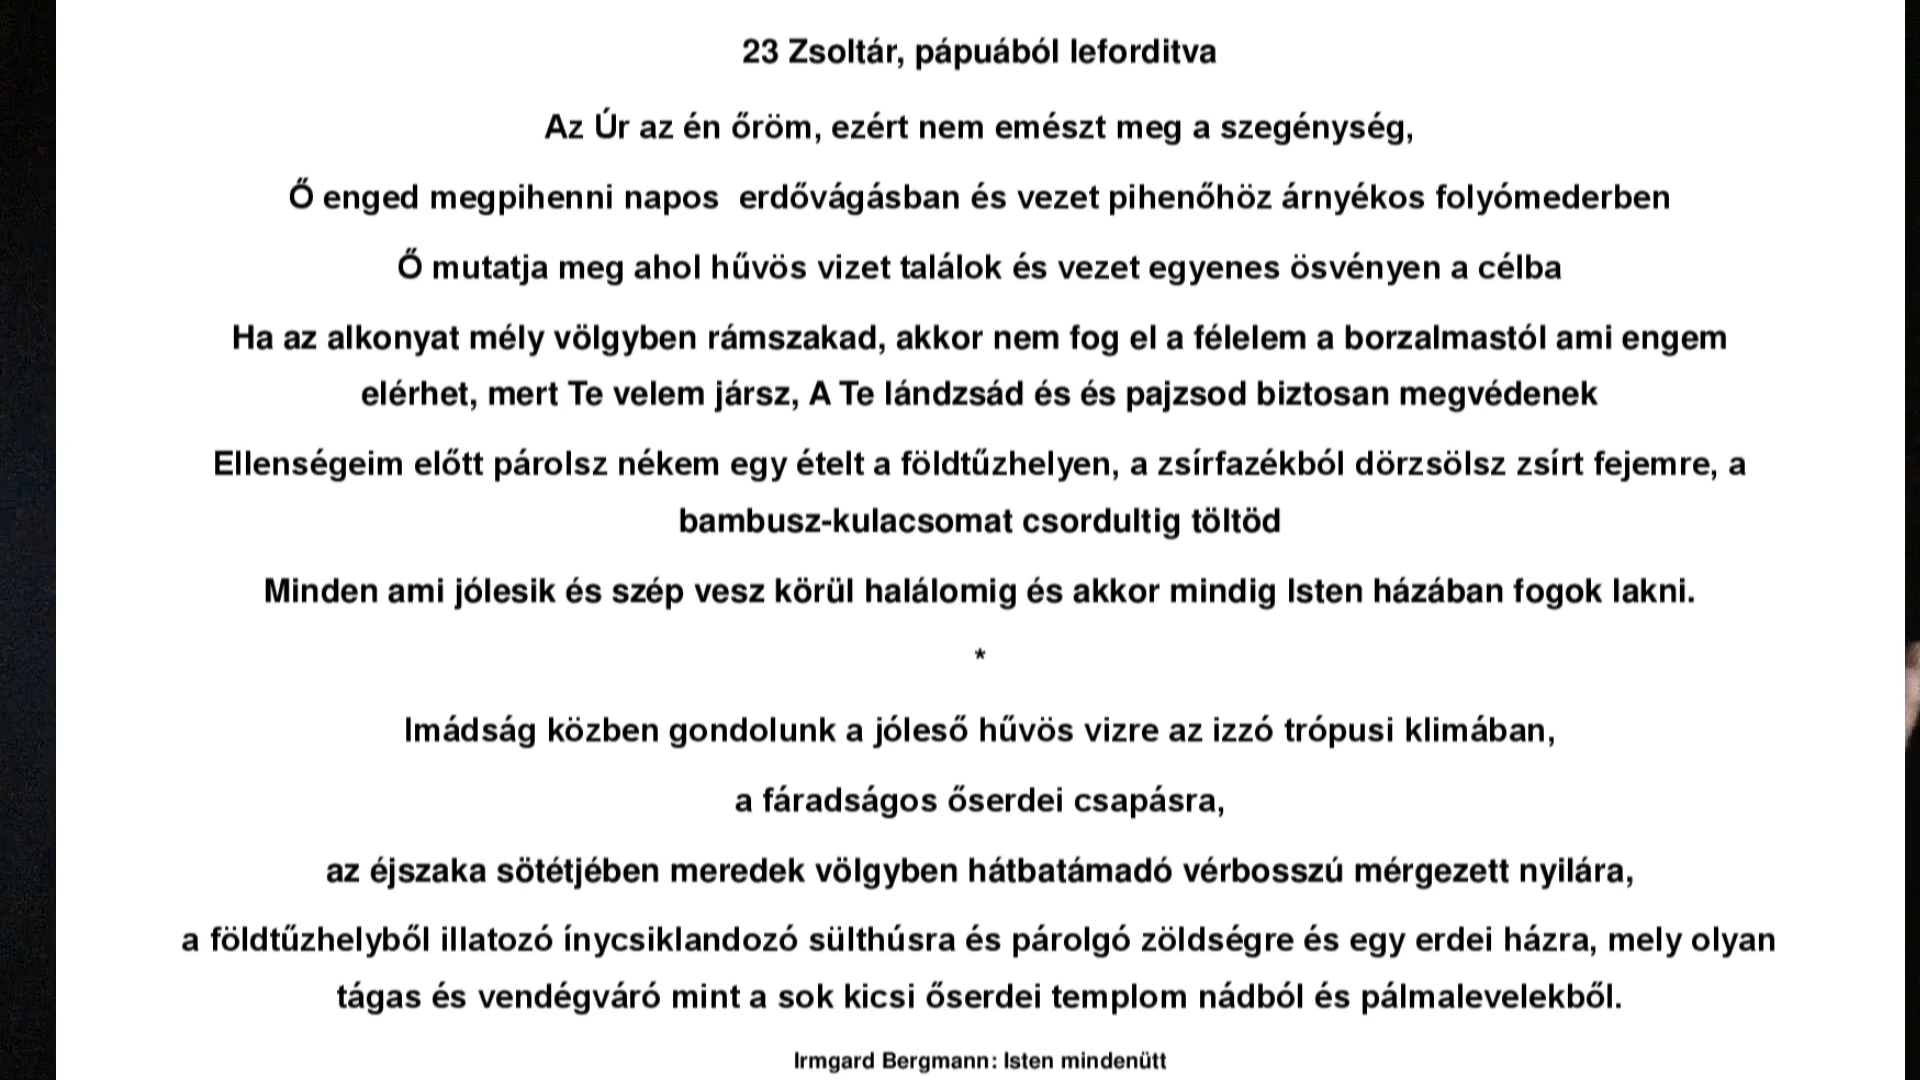 23 Zsoltár, pápuából leforditva
Az Úr az én őröm, ezért nem emészt meg a szegénység,
Ő enged megpihenni napos  erdővágásban és vezet pihenőhöz árnyékos folyómederben
Ő mutatja meg ahol hűvös vizet találok és vezet egyenes ösvényen a célba
Ha az alkonyat mély völgyben rámszakad, akkor nem fog el a félelem a borzalmastól ami engem
elérhet, mert Te velem jársz, A Te lándzsád és és pajzsod biztosan megvédenek
Ellenségeim előtt párolsz nékem egy ételt a földtűzhelyen, a zsírfazékból dörzsölsz zsírt fejemre, a
bambusz-kulacsomat csordultig töltöd
Minden ami jólesik és szép vesz körül halálomig és akkor mindig Isten házában fogok lakni.
*
Imádság közben gondolunk a jóleső hűvös vizre az izzó trópusi klimában,
a fáradságos őserdei csapásra,
az éjszaka sötétjében meredek völgyben hátbatámadó vérbosszú mérgezett nyilára,
a földtűzhelyből illatozó ínycsiklandozó sülthúsra és párolgó zöldségre és egy erdei házra, mely olyan
tágas és vendégváró mint a sok kicsi őserdei templom nádból és pálmalevelekből.
Irmgard Bergmann: Isten mindenütt